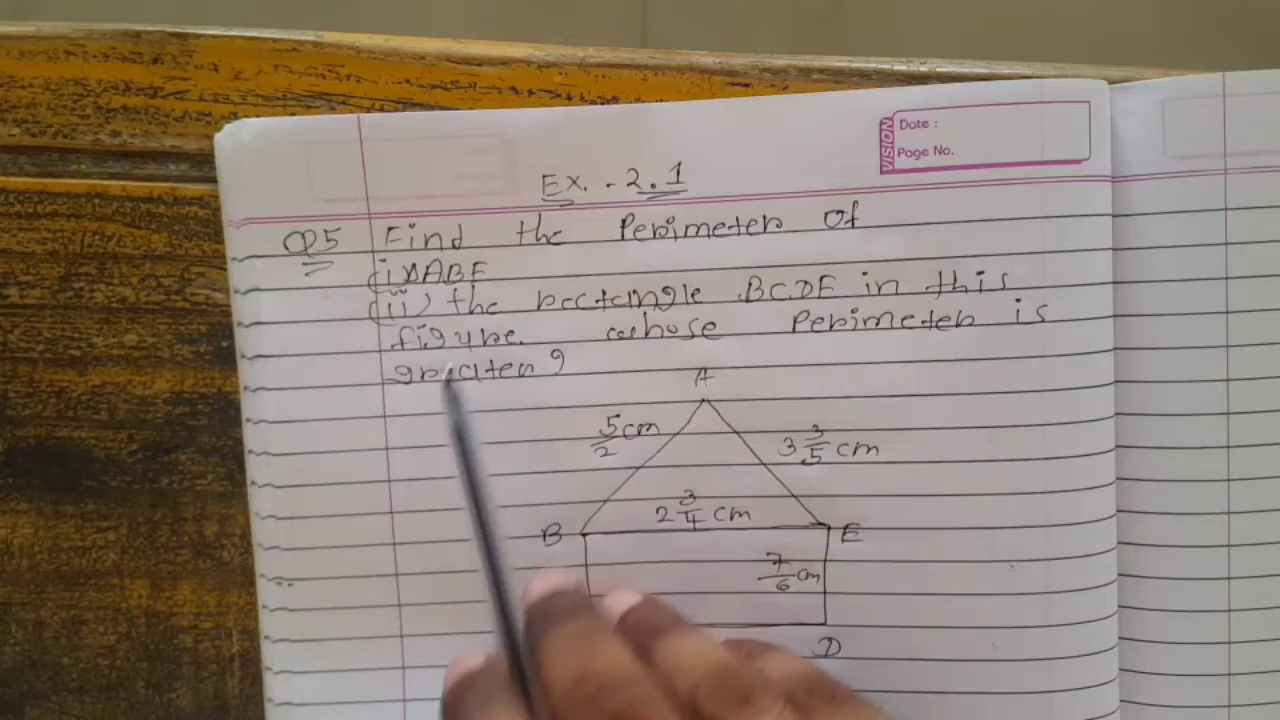 VISION
Date :
Page No.
Ex. - 2.1
Q5 Find the Perimeter of
(i) ABE
(ii) the rectangle BCDE in this
figure. whose Perimeter is
greater ?
A
5/2 cm
3 3/5 cm
2 3/4 cm
B
E
7/6 cm
D